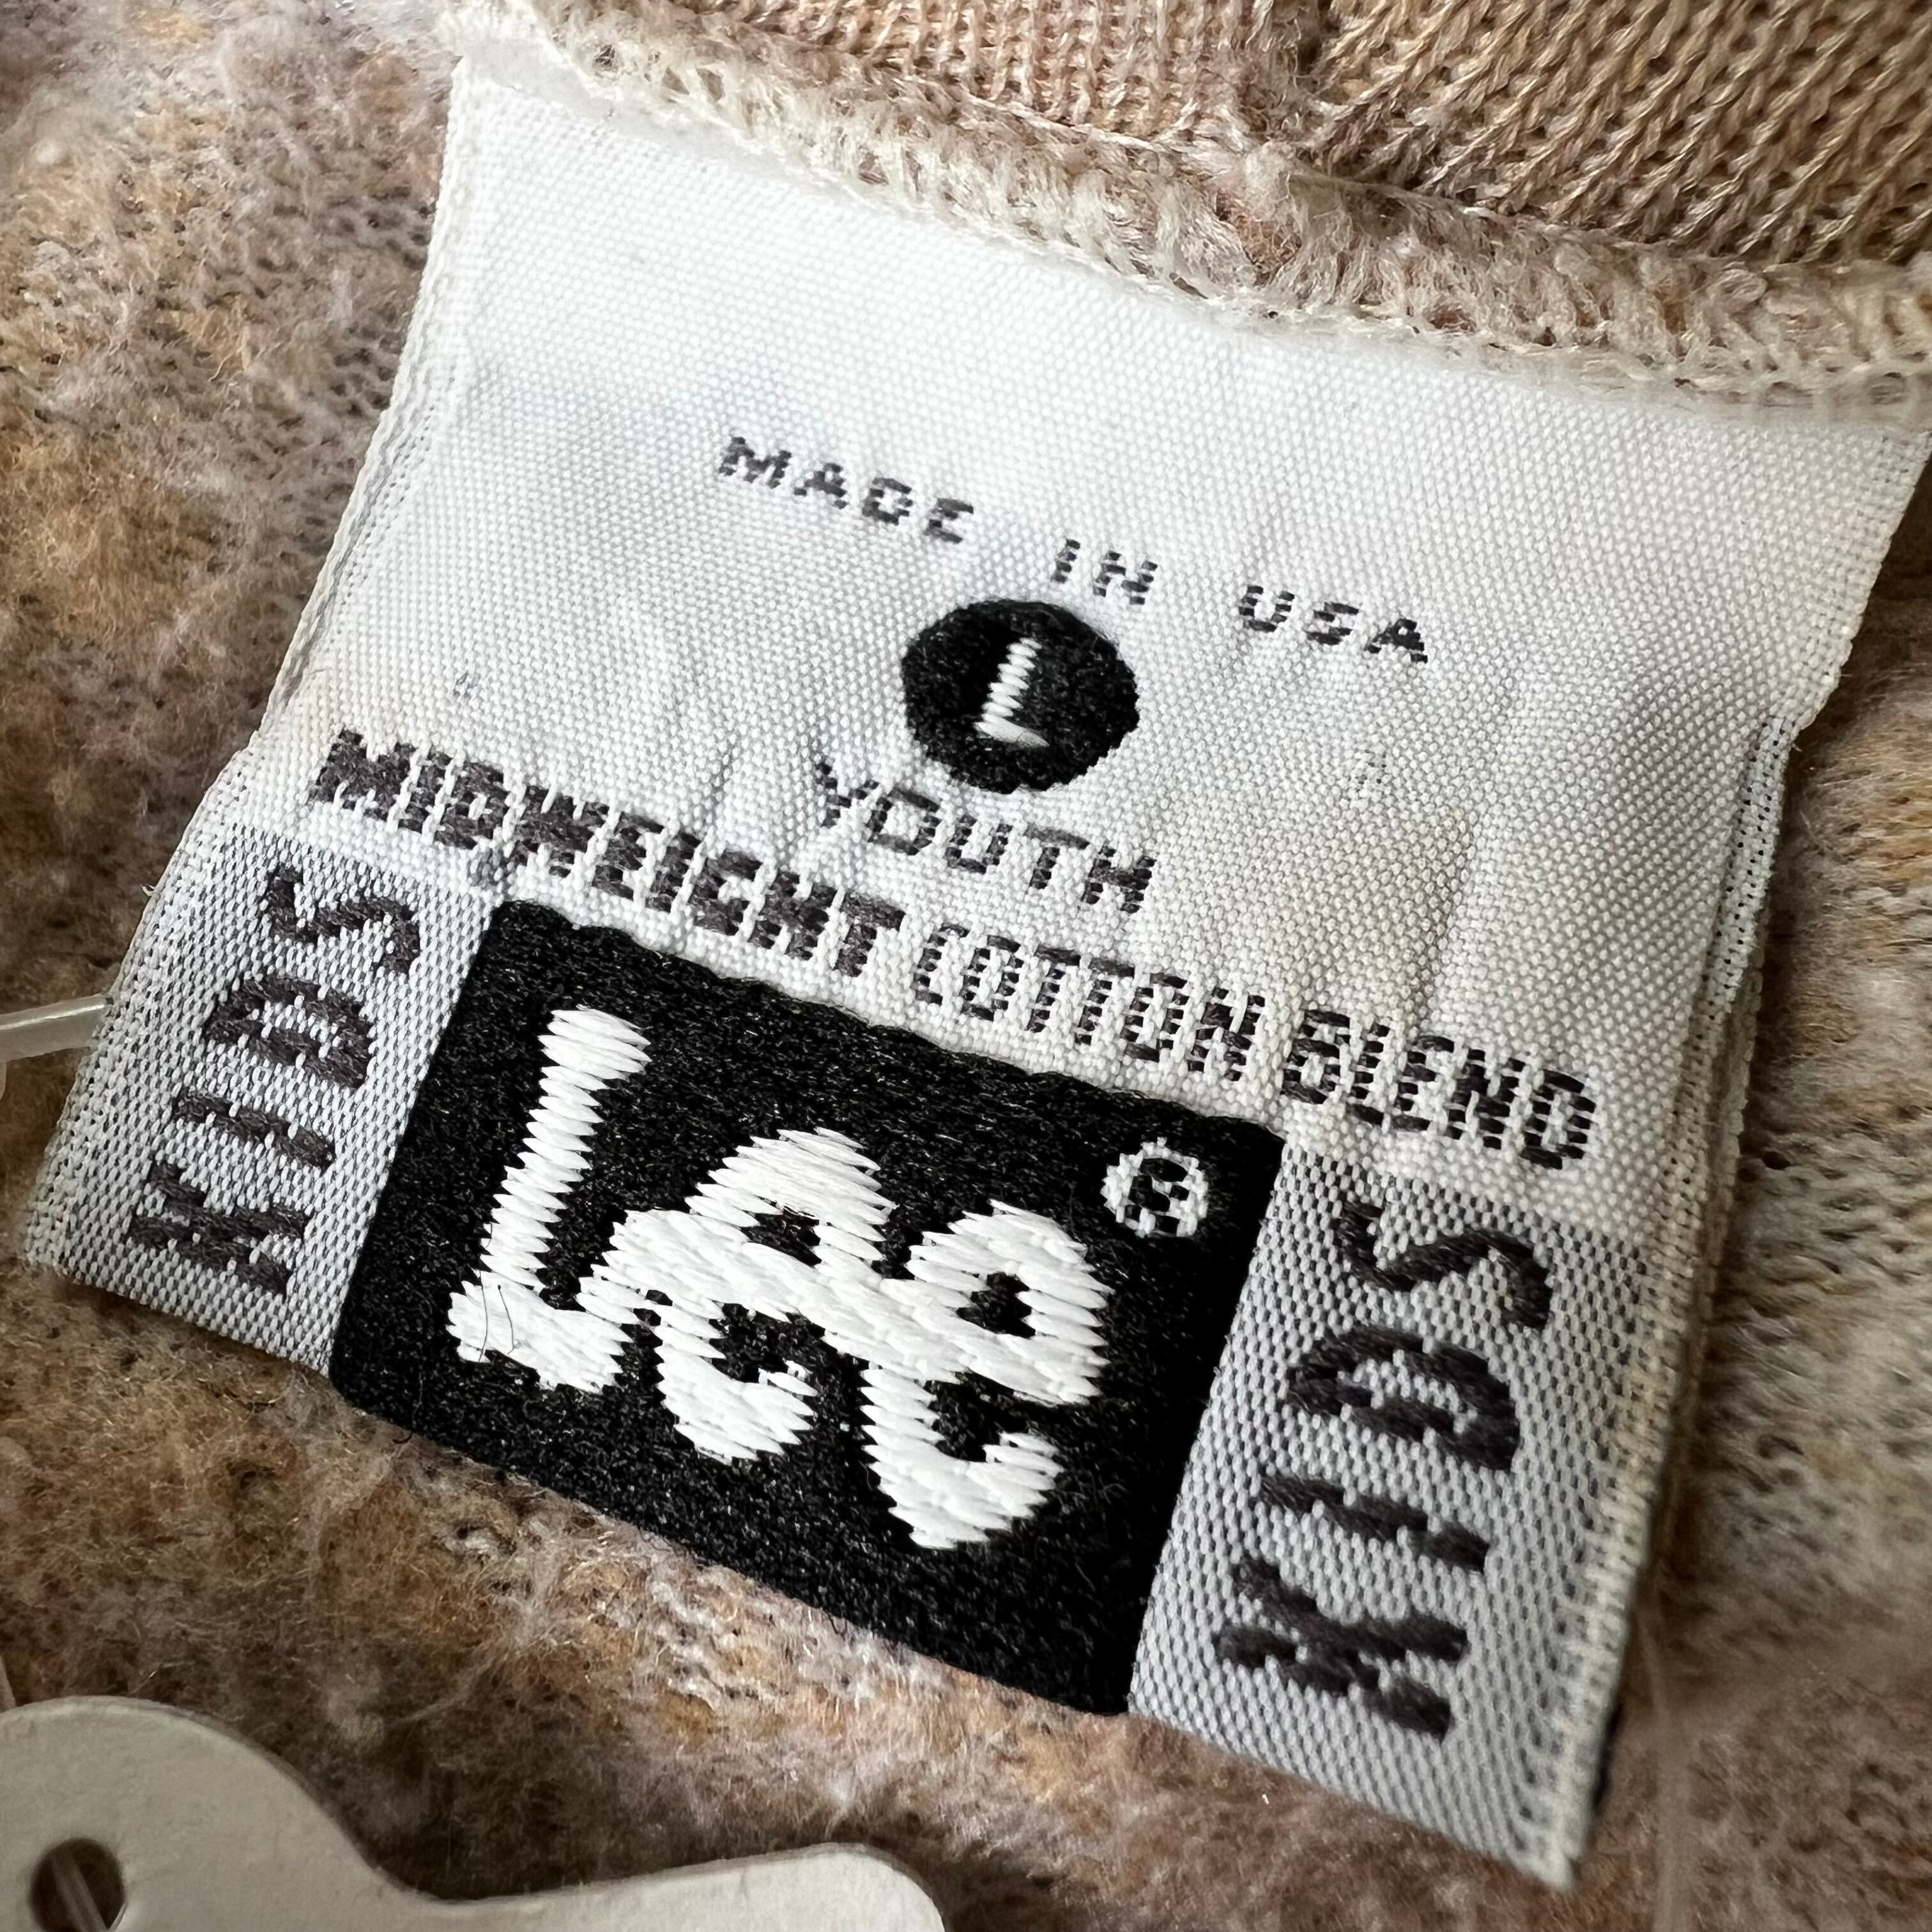 MADE IN USA
L
YOUTH
MIDWEIGHT COTTON BLEND
KIDS
Lee®
KIDS